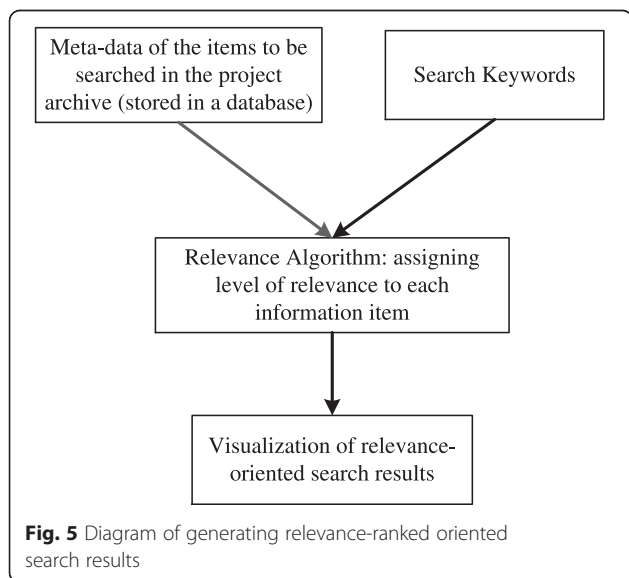 Meta-data of the items to be
searched in the project
archive (stored in a database)
Search Keywords
Relevance Algorithm: assigning
level of relevance to each
information item
Visualization of relevance-
oriented search results
Fig. 5 Diagram of generating relevance-ranked oriented
search results